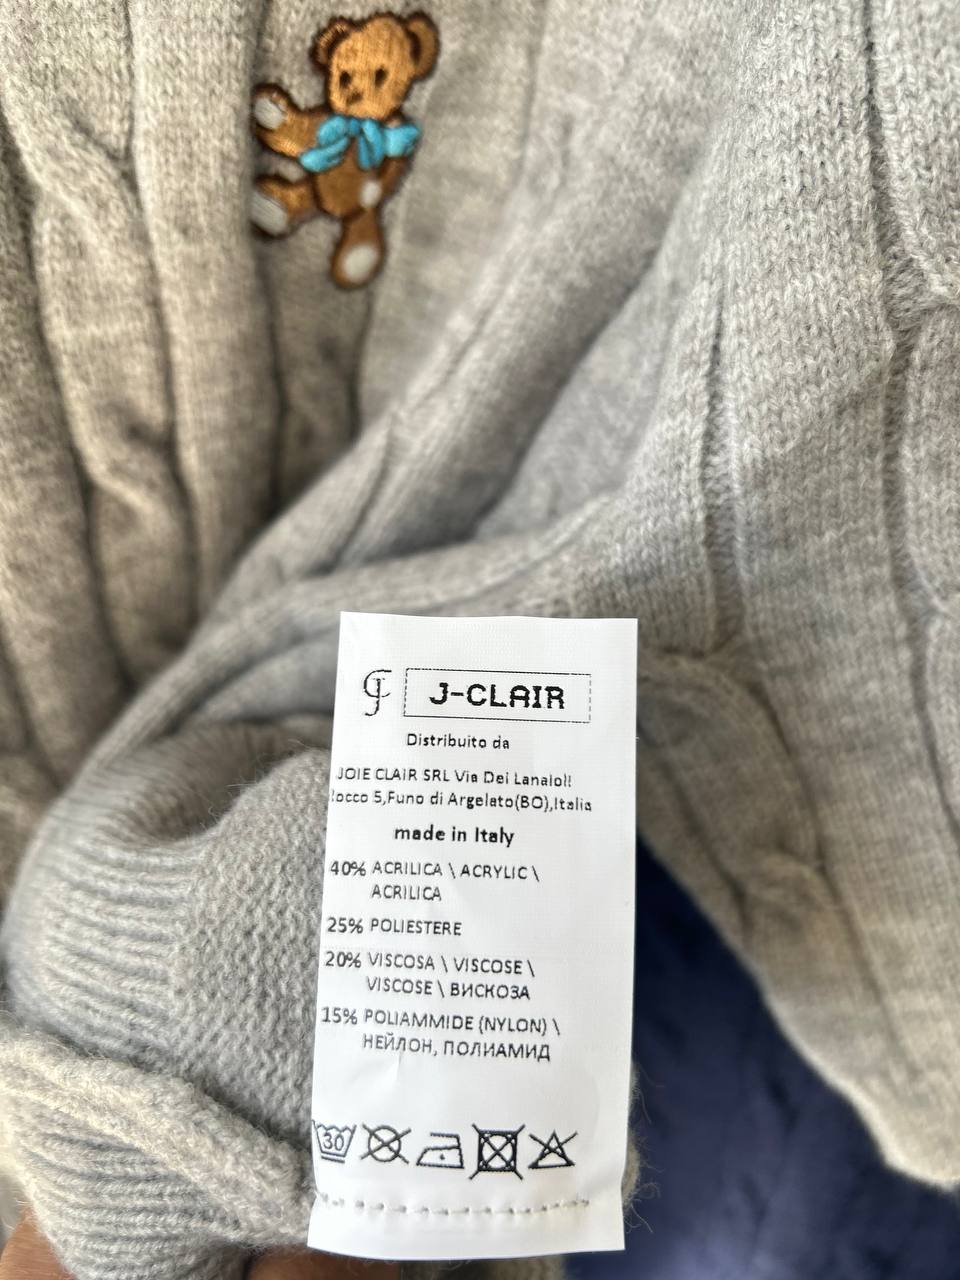 J-CLAIR
Distribuito da
JOIE CLAIR SRL Via Dei Lanaioli
Blocco 5,Funo di Argelato(BO),Italia
made in Italy
40% ACRILICA \ ACRYLIC \
ACRILICA
25% POLIESTERE
20% VISCOSA \ VISCOSE \
VISCOSE \ ВИСКОЗА
15% POLIAMMIDE (NYLON) \
НЕЙЛОН, ПОЛИАМИД
30